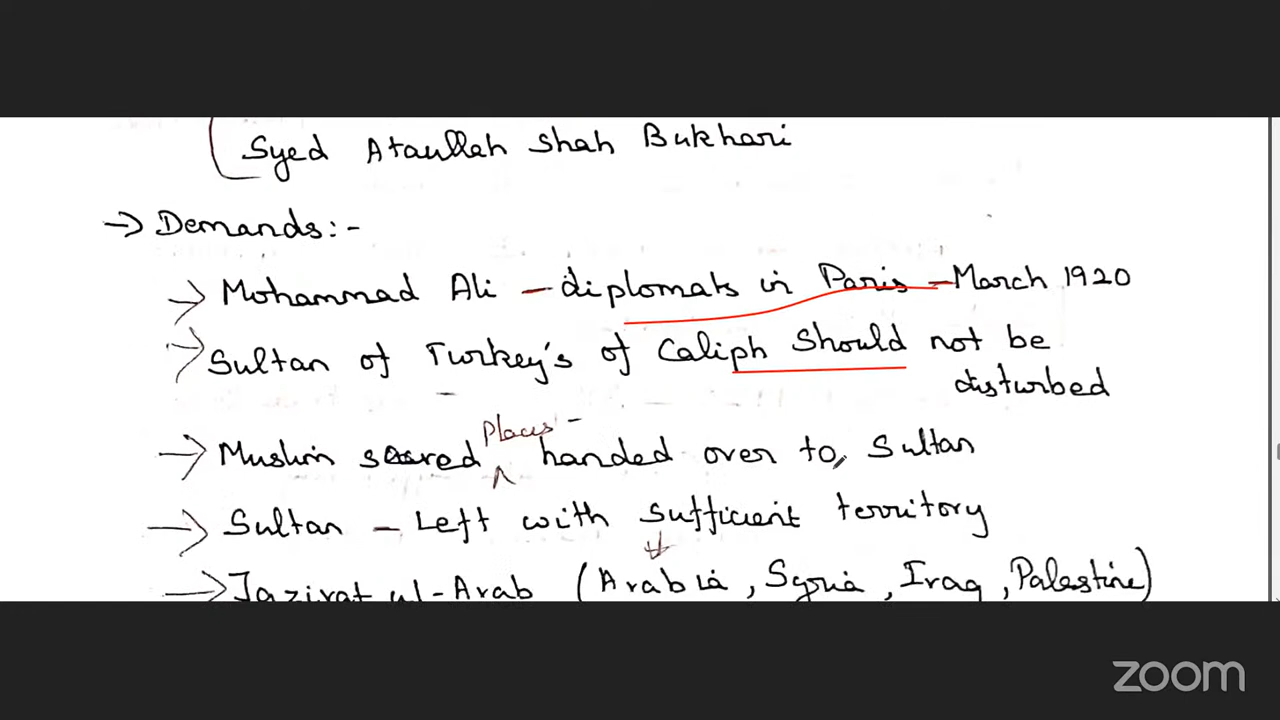 Syed Ataullah Shah Bukhari
→ Demands:-
→ Mohammad Ali – diplomats in Paris – March 1920
→ Sultan of Turkey's of Caliph should not be
disturbed
Places -
→ Muslim sacred ^ handed over to, Sultan
→ Sultan – Left with sufficient territory
→ Jazirat ul-Arab (Arabia, Syria, Iraq, Palestine)
zoom